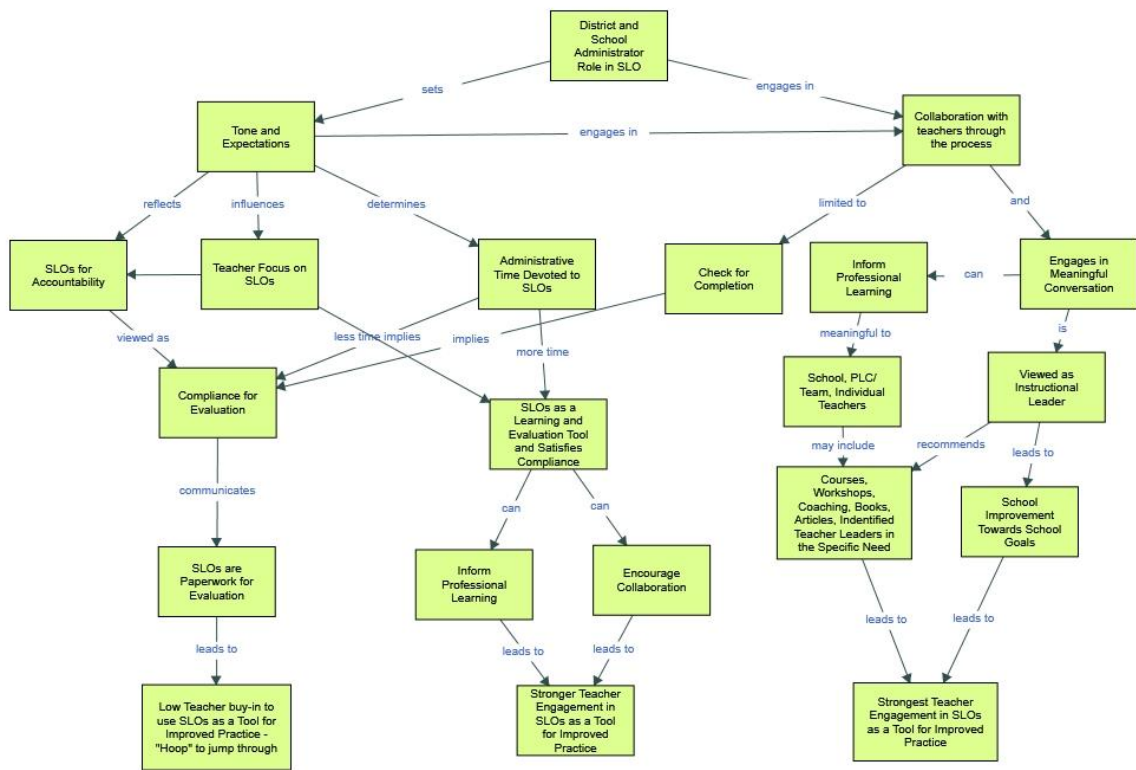 District and
School
Administrator
Role in SLO
sets
engages in
Tone and
Expectations
engages in
Collaboration with
teachers through
the process
reflects
influences
determines
limited to
and
SLOs for
Accountability
Teacher Focus on
SLOs
Administrative
Time Devoted to
SLOs
Check for
Completion
Inform
Professional
Learning
can
Engages in
Meaningful
Conversation
viewed as
less time implies
implies
more time
meaningful to
is
Compliance for
Evaluation
SLOs as a
Learning and
Evaluation Tool
and Satisfies
Compliance
School, PLC/
Team, Individual
Teachers
Viewed as
Instructional
Leader
may include
recommends
leads to
communicates
can
can
Courses,
Workshops,
Coaching, Books,
Articles, Indentified
Teacher Leaders in
the Specific Need
School
Improvement
Towards School
Goals
SLOs are
Paperwork for
Evaluation
Inform
Professional
Learning
Encourage
Collaboration
leads to
leads to
leads to
leads to
leads to
Low Teacher buy-in to
use SLOs as a Tool for
Improved Practice -
"Hoop" to jump through
Stronger Teacher
Engagement in
SLOs as a Tool
for Improved
Practice
Strongest Teacher
Engagement in SLOs
as a Tool for Improved
Practice